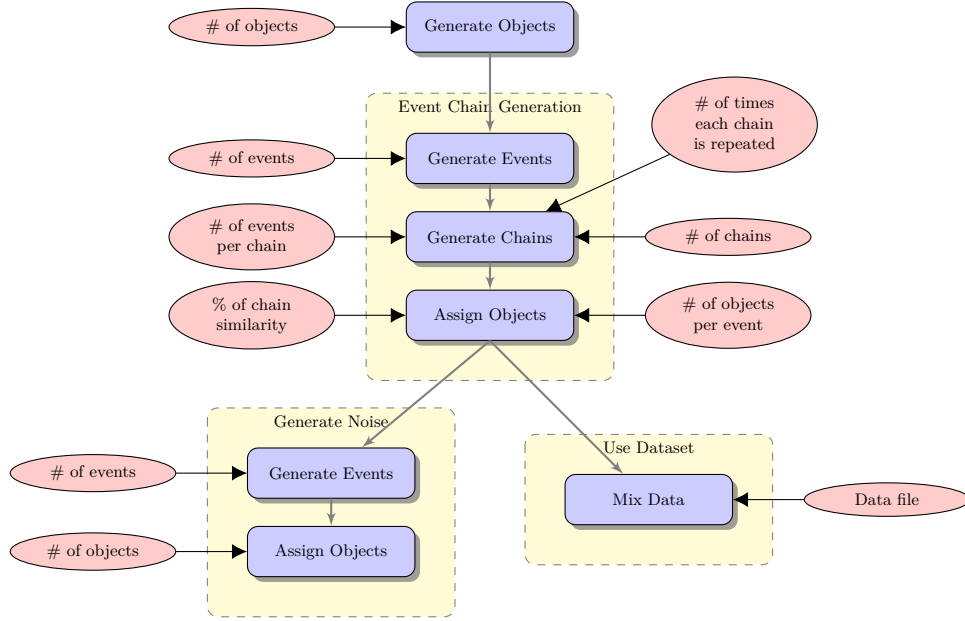 # of objects
Generate Objects
Event Chain Generation
# of times
each chain
is repeated
# of events
Generate Events
# of events
per chain
Generate Chains
# of chains
% of chain
similarity
Assign Objects
# of objects
per event
Generate Noise
Use Dataset
# of events
Generate Events
Mix Data
Data file
# of objects
Assign Objects